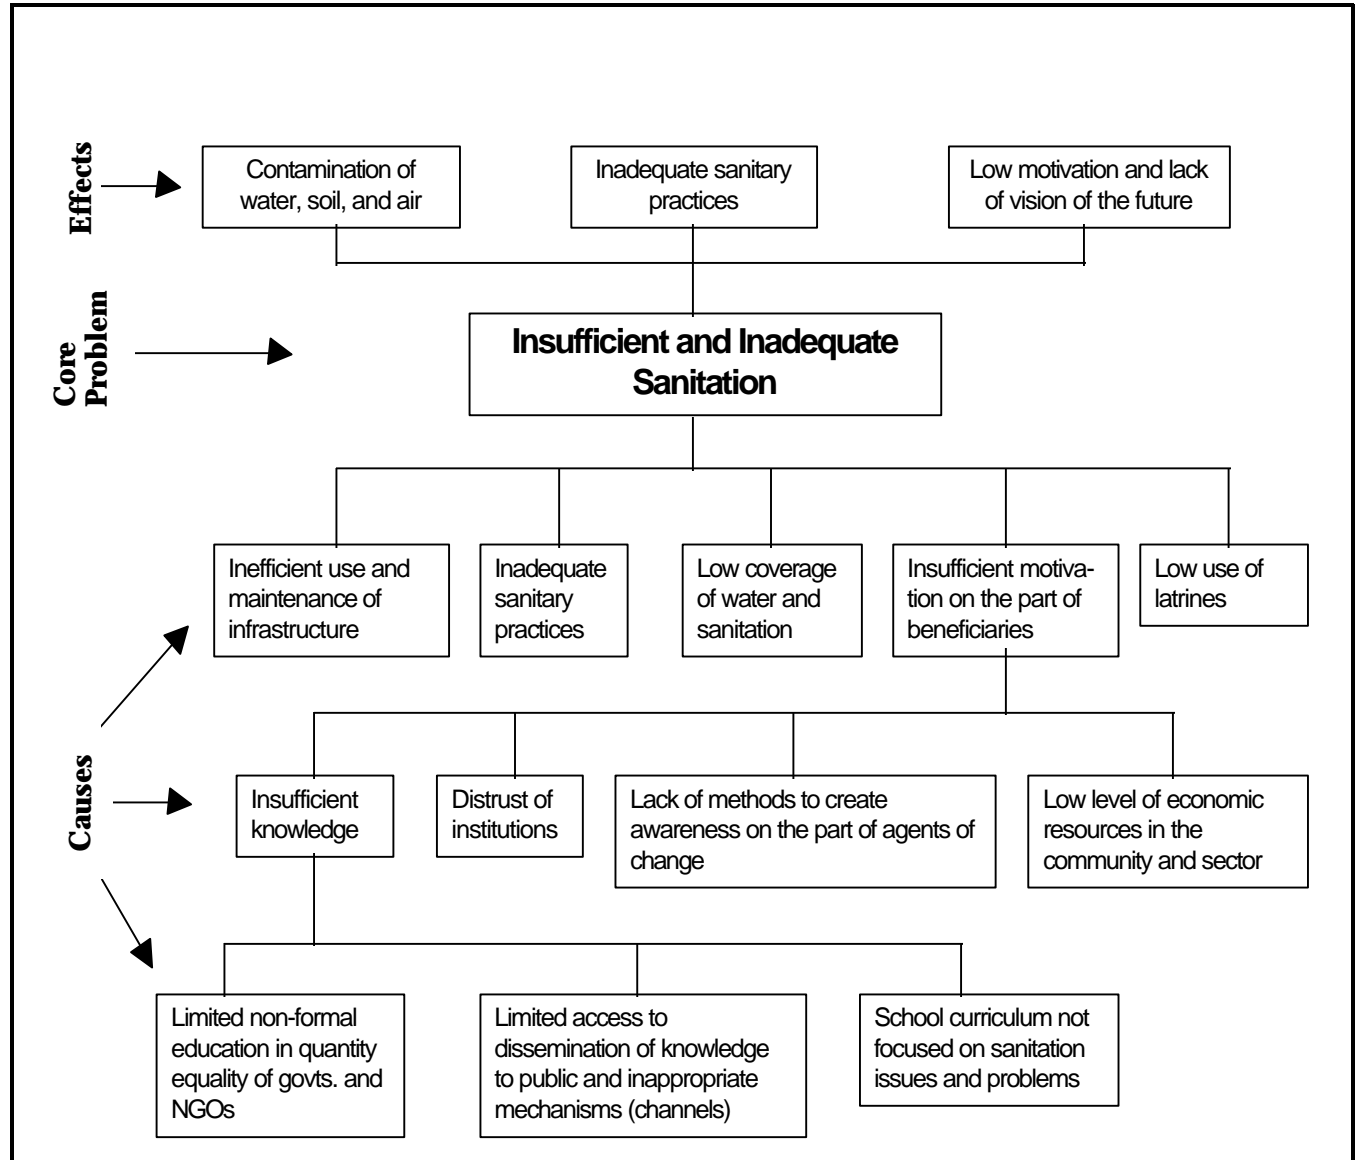 Effects
Contamination of
water, soil, and air
Inadequate sanitary
practices
Low motivation and lack
of vision of the future
Core
Problem
Insufficient and Inadequate
Sanitation
Inefficient use and
maintenance of
infrastructure
Inadequate
sanitary
practices
Low coverage
of water and
sanitation
Insufficient motiva-
tion on the part of
beneficiaries
Low use of
latrines
Causes
Insufficient
knowledge
Distrust of
institutions
Lack of methods to create
awareness on the part of agents of
change
Low level of economic
resources in the
community and sector
Limited non-formal
education in quantity
equality of govts. and
NGOs
Limited access to
dissemination of knowledge
to public and inappropriate
mechanisms (channels)
School curriculum not
focused on sanitation
issues and problems